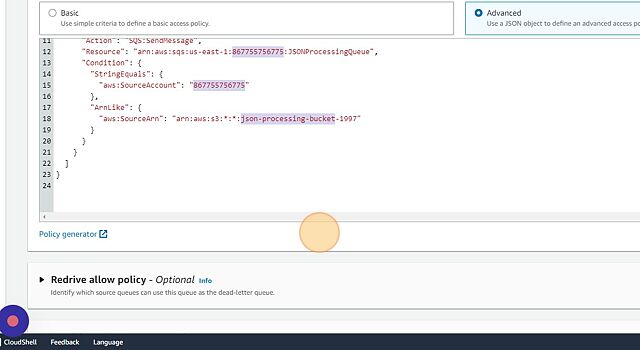 Basic
Use simple criteria to define a basic access policy.
Advanced
Use a JSON object to define an advanced access po
11 "Action": "SQS:SendMessage",
12 "Resource": "arn:aws:sqs:us-east-1:867755756775:JSONProcessingQueue",
13 "Condition": {
14 "StringEquals": {
15 "aws:SourceAccount": "867755756775"
16 },
17 "ArnLike": {
18 "aws:SourceArn": "arn:aws:s3:*:*:json-processing-bucket-1997"
19 }
20 }
21 }
22 ]
23 }
24
Policy generator
Redrive allow policy - Optional Info
Identify which source queues can use this queue as the dead-letter queue.
CloudShell Feedback Language